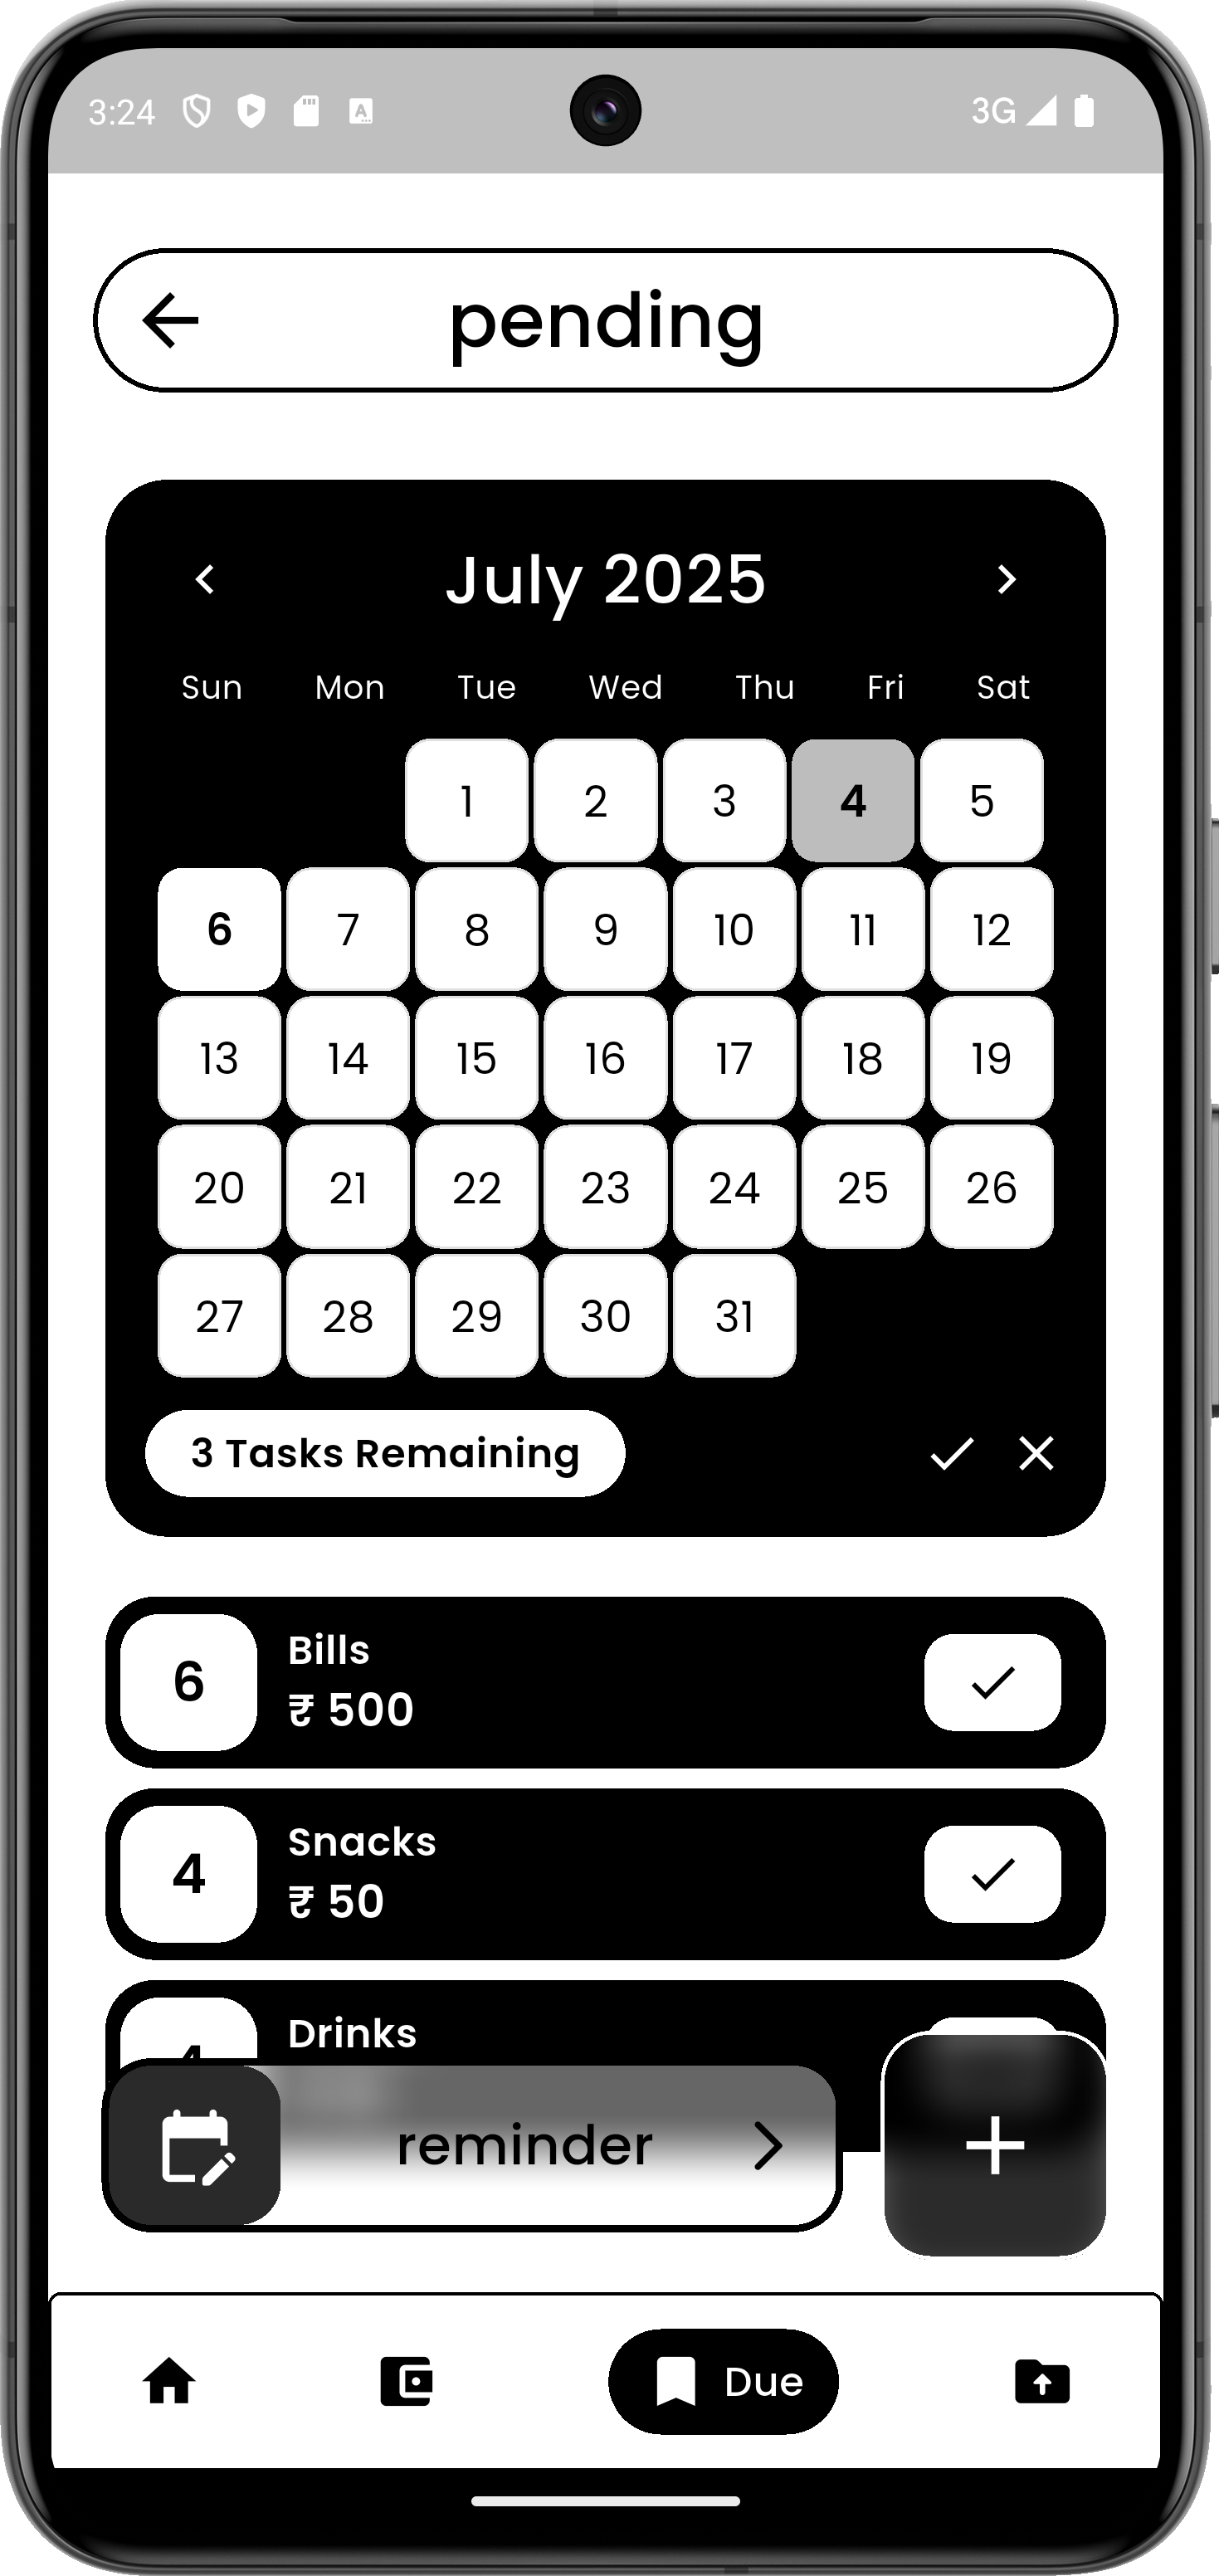 3:24
A
3G
pending
July 2025
Sun Mon Tue Wed Thu Fri Sat
1 2 3 4 5
6 7 8 9 10 11 12
13 14 15 16 17 18 19
20 21 22 23 24 25 26
27 28 29 30 31
3 Tasks Remaining
6
Bills
₹ 500
4
Snacks
₹ 50
4
Drinks
reminder
Due